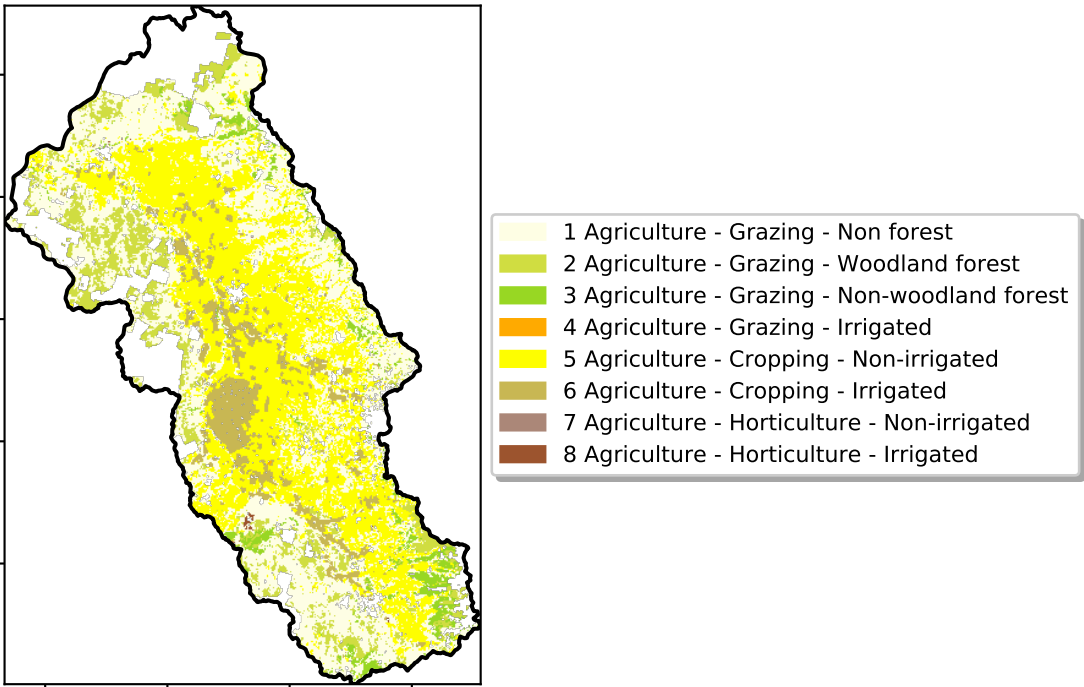 1 Agriculture - Grazing - Non forest
2 Agriculture - Grazing - Woodland forest
3 Agriculture - Grazing - Non-woodland forest
4 Agriculture - Grazing - Irrigated
5 Agriculture - Cropping - Non-irrigated
6 Agriculture - Cropping - Irrigated
7 Agriculture - Horticulture - Non-irrigated
8 Agriculture - Horticulture - Irrigated